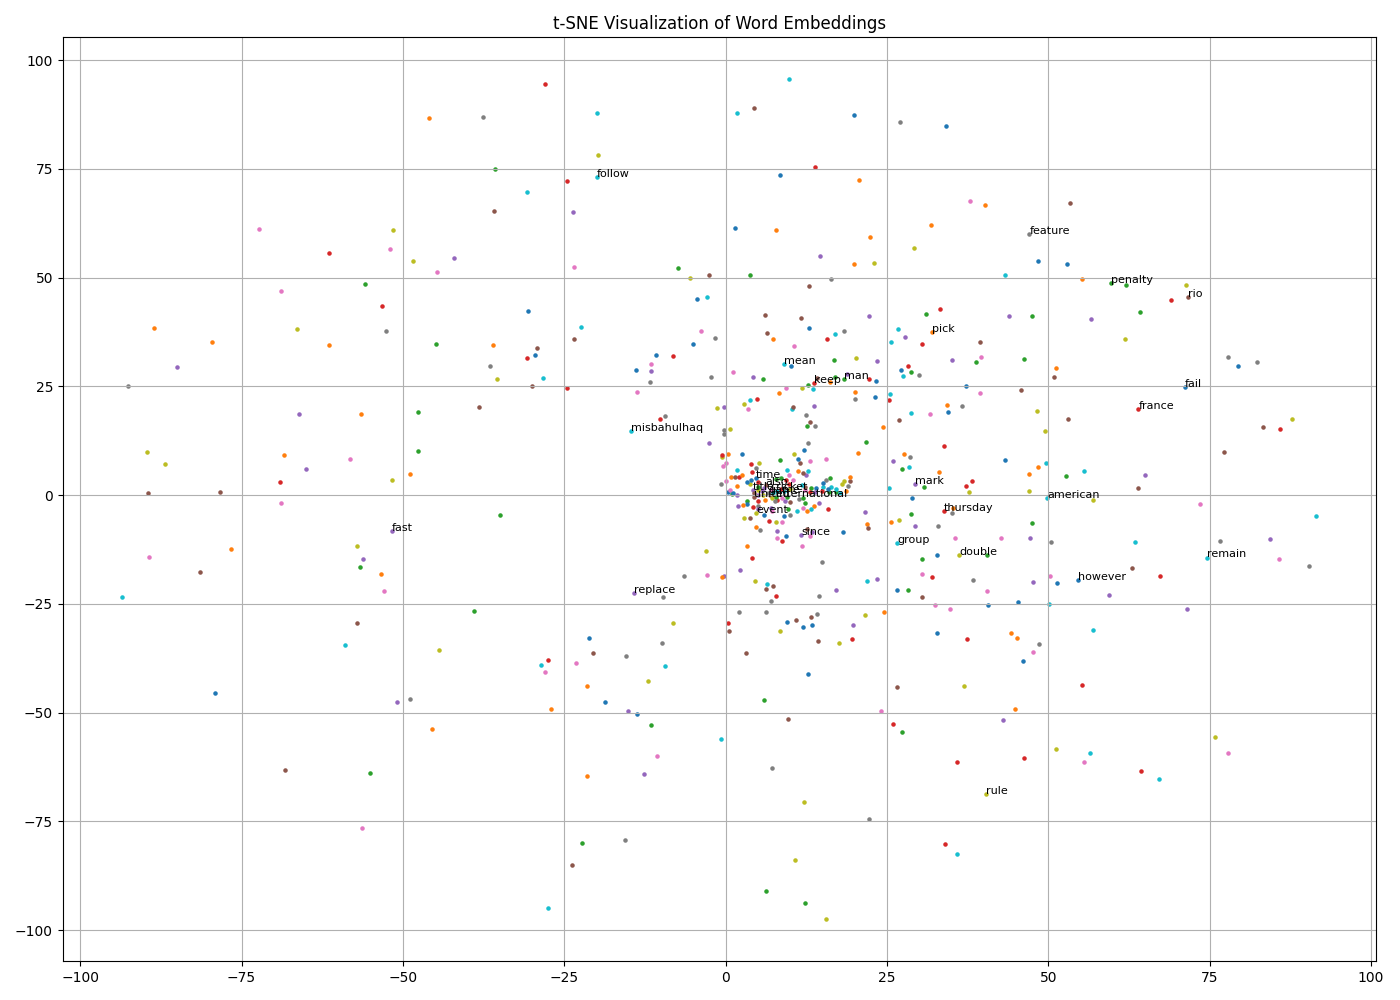 t-SNE Visualization of Word Embeddings
100
75
50
25
0
−25
−50
−75
−100
follow
feature
penalty
rio
pick
mean
keep
man
fail
france
misbahulhaq
time
mark
international
american
event
thursday
fast
since
group
double
remain
however
replace
rule
−100
−75
−50
−25
0
25
50
75
100